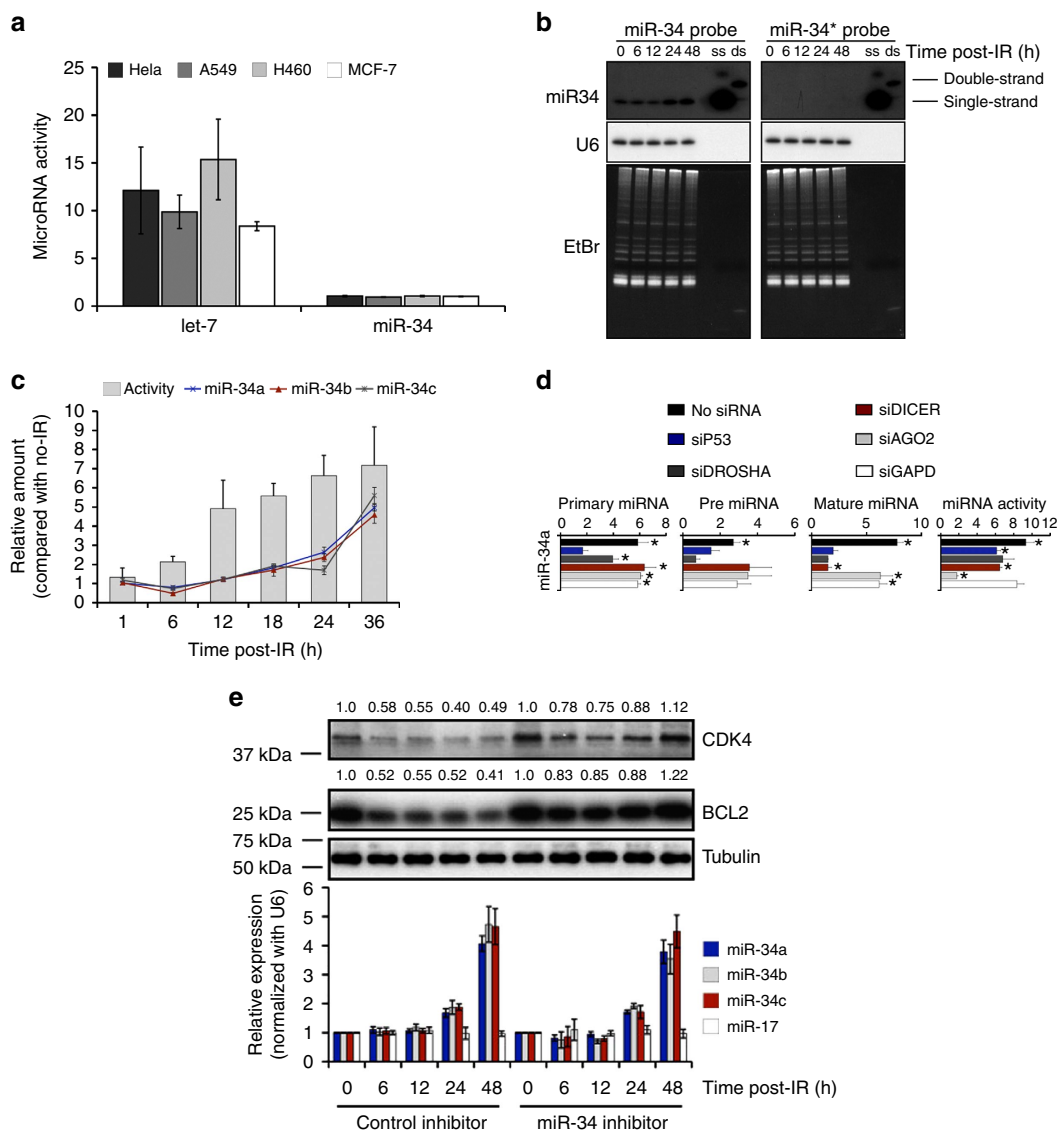 a
25
20
15
10
5
0
MicroRNA activity
Hela A549 H460 MCF-7
let-7 miR-34
b
miR-34 probe miR-34* probe
0 6 12 24 48 ss ds 0 6 12 24 48 ss ds Time post-IR (h)
miR34
Double-strand
Single-strand
U6
EtBr
c
Activity miR-34a miR-34b miR-34c
10
9
8
7
6
5
4
3
2
1
0
Relative amount
(compared with no-IR)
1 6 12 18 24 36
Time post-IR (h)
d
No siRNA siDICER
siP53 siAGO2
siDROSHA siGAPD
Primary miRNA Pre miRNA Mature miRNA miRNA activity
0 2 4 6 8 0 2 4 6 0 5 10 0 2 4 6 8 10 12
miR-34a
* * * *
*
*
* * *
* * *
* *
e
1.0 0.58 0.55 0.40 0.49 1.0 0.78 0.75 0.88 1.12
37 kDa CDK4
1.0 0.52 0.55 0.52 0.41 1.0 0.83 0.85 0.88 1.22
25 kDa BCL2
75 kDa
50 kDa Tubulin
6
5
4
3
2
1
0
Relative expression
(normalized with U6)
miR-34a
miR-34b
miR-34c
miR-17
0 6 12 24 48 0 6 12 24 48 Time post-IR (h)
Control inhibitor miR-34 inhibitor